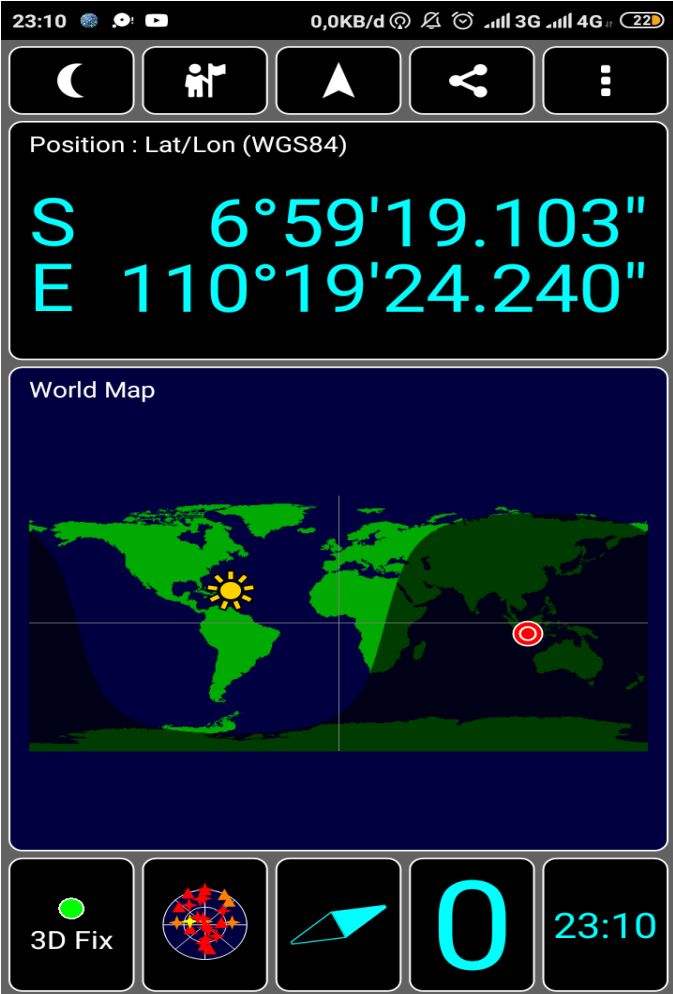 23:10 0,0KB/d 3G 4G 22
Position : Lat/Lon (WGS84)
S 6°59'19.103"
E 110°19'24.240"
World Map
3D Fix 0 23:10